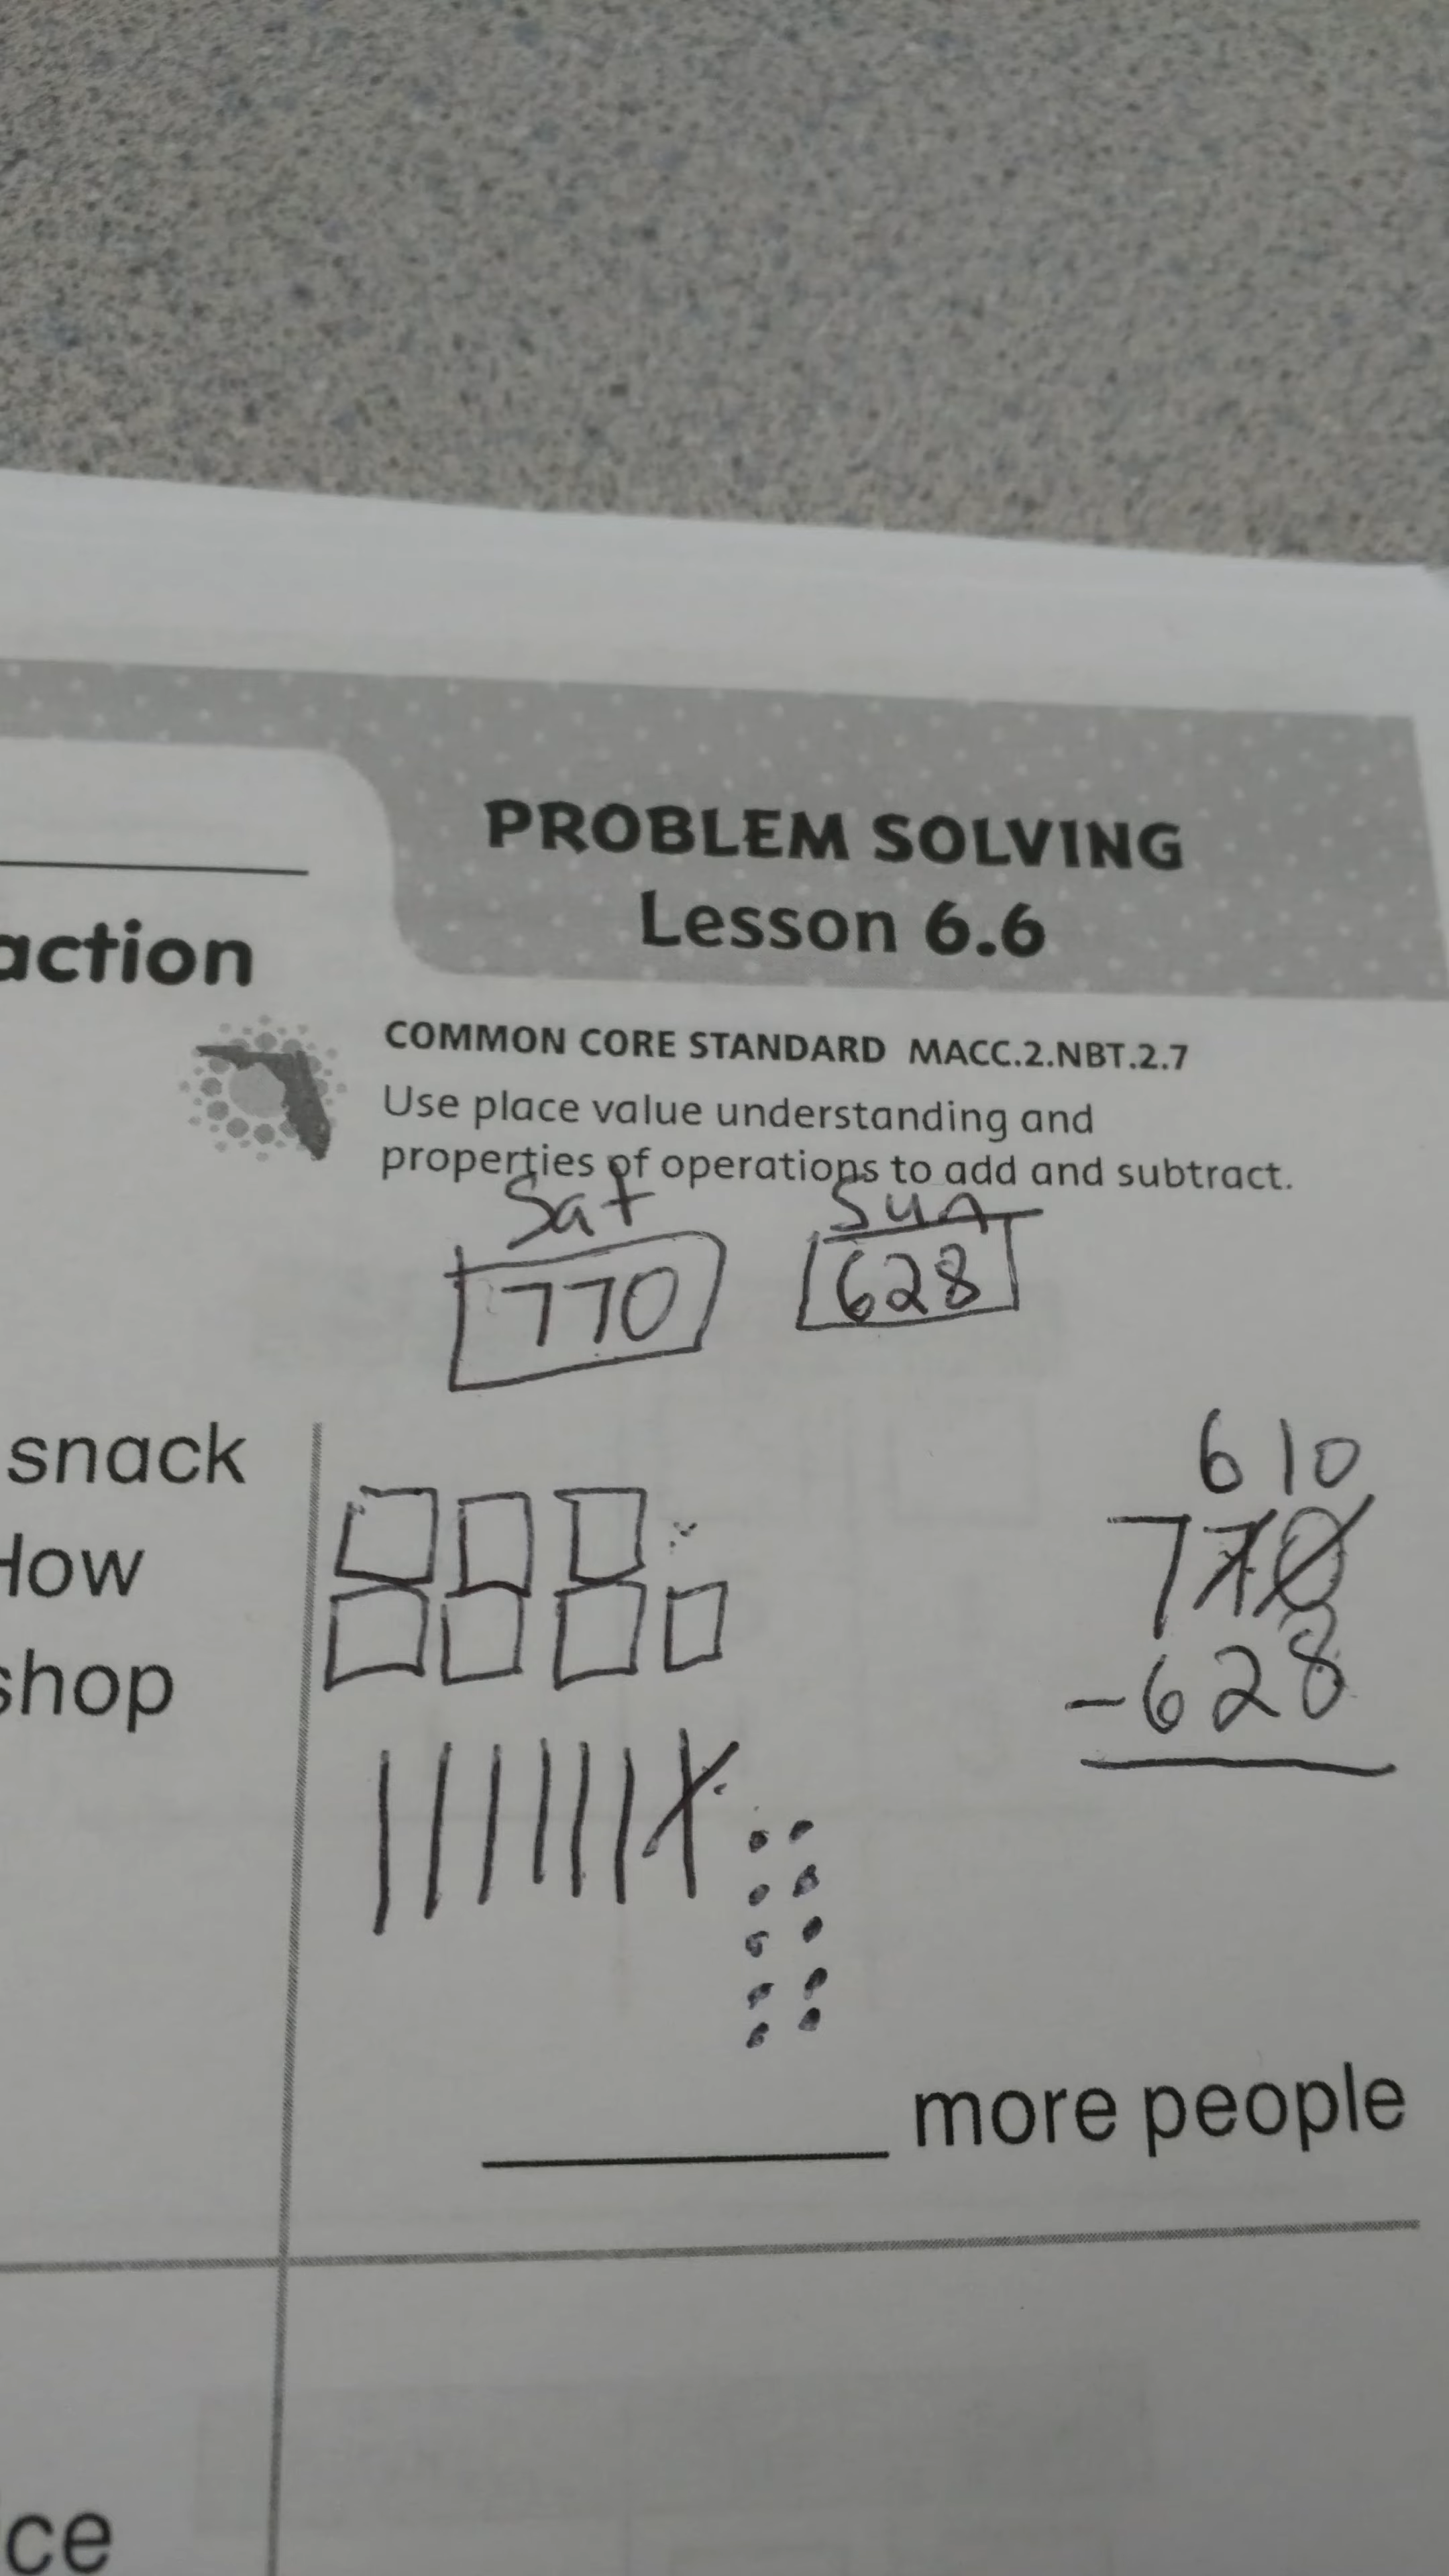 PROBLEM SOLVING
Lesson 6.6
action
COMMON CORE STANDARD MACC.2.NBT.2.7
Use place value understanding and
properties of operations to add and subtract.
Sat Sun
770 628
snack
How
shop
6 10
770
-628
more people
ce